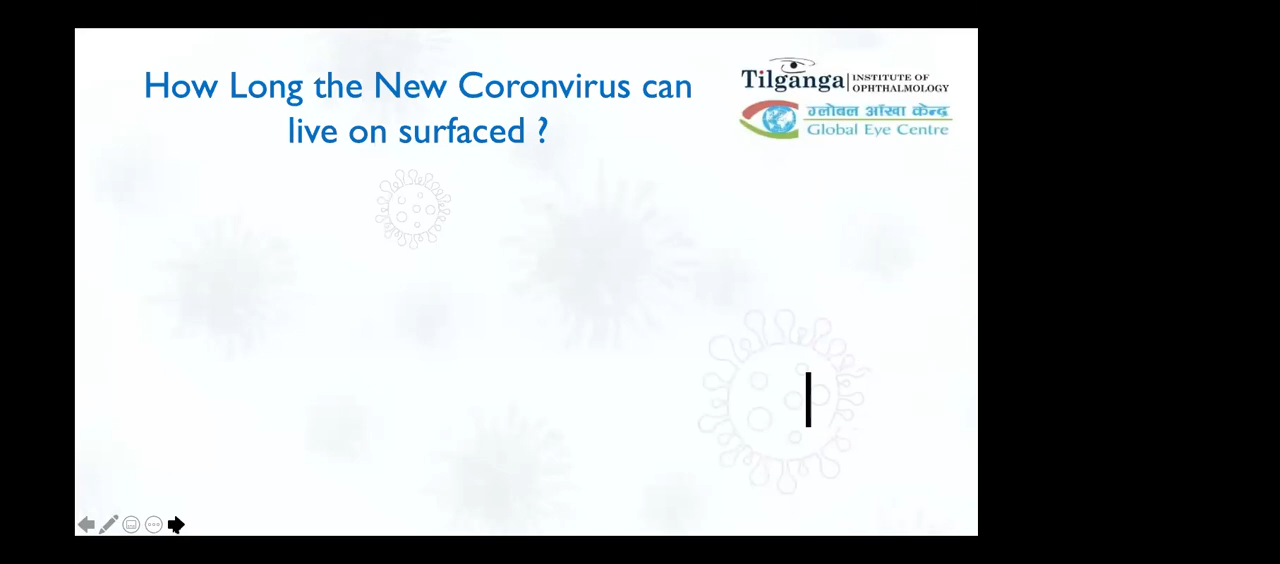 How Long the New Coronvirus can
live on surfaced ?
Tilganga INSTITUTE OF
OPHTHALMOLOGY
ग्लोबल आँखा केन्द्र
Global Eye Centre